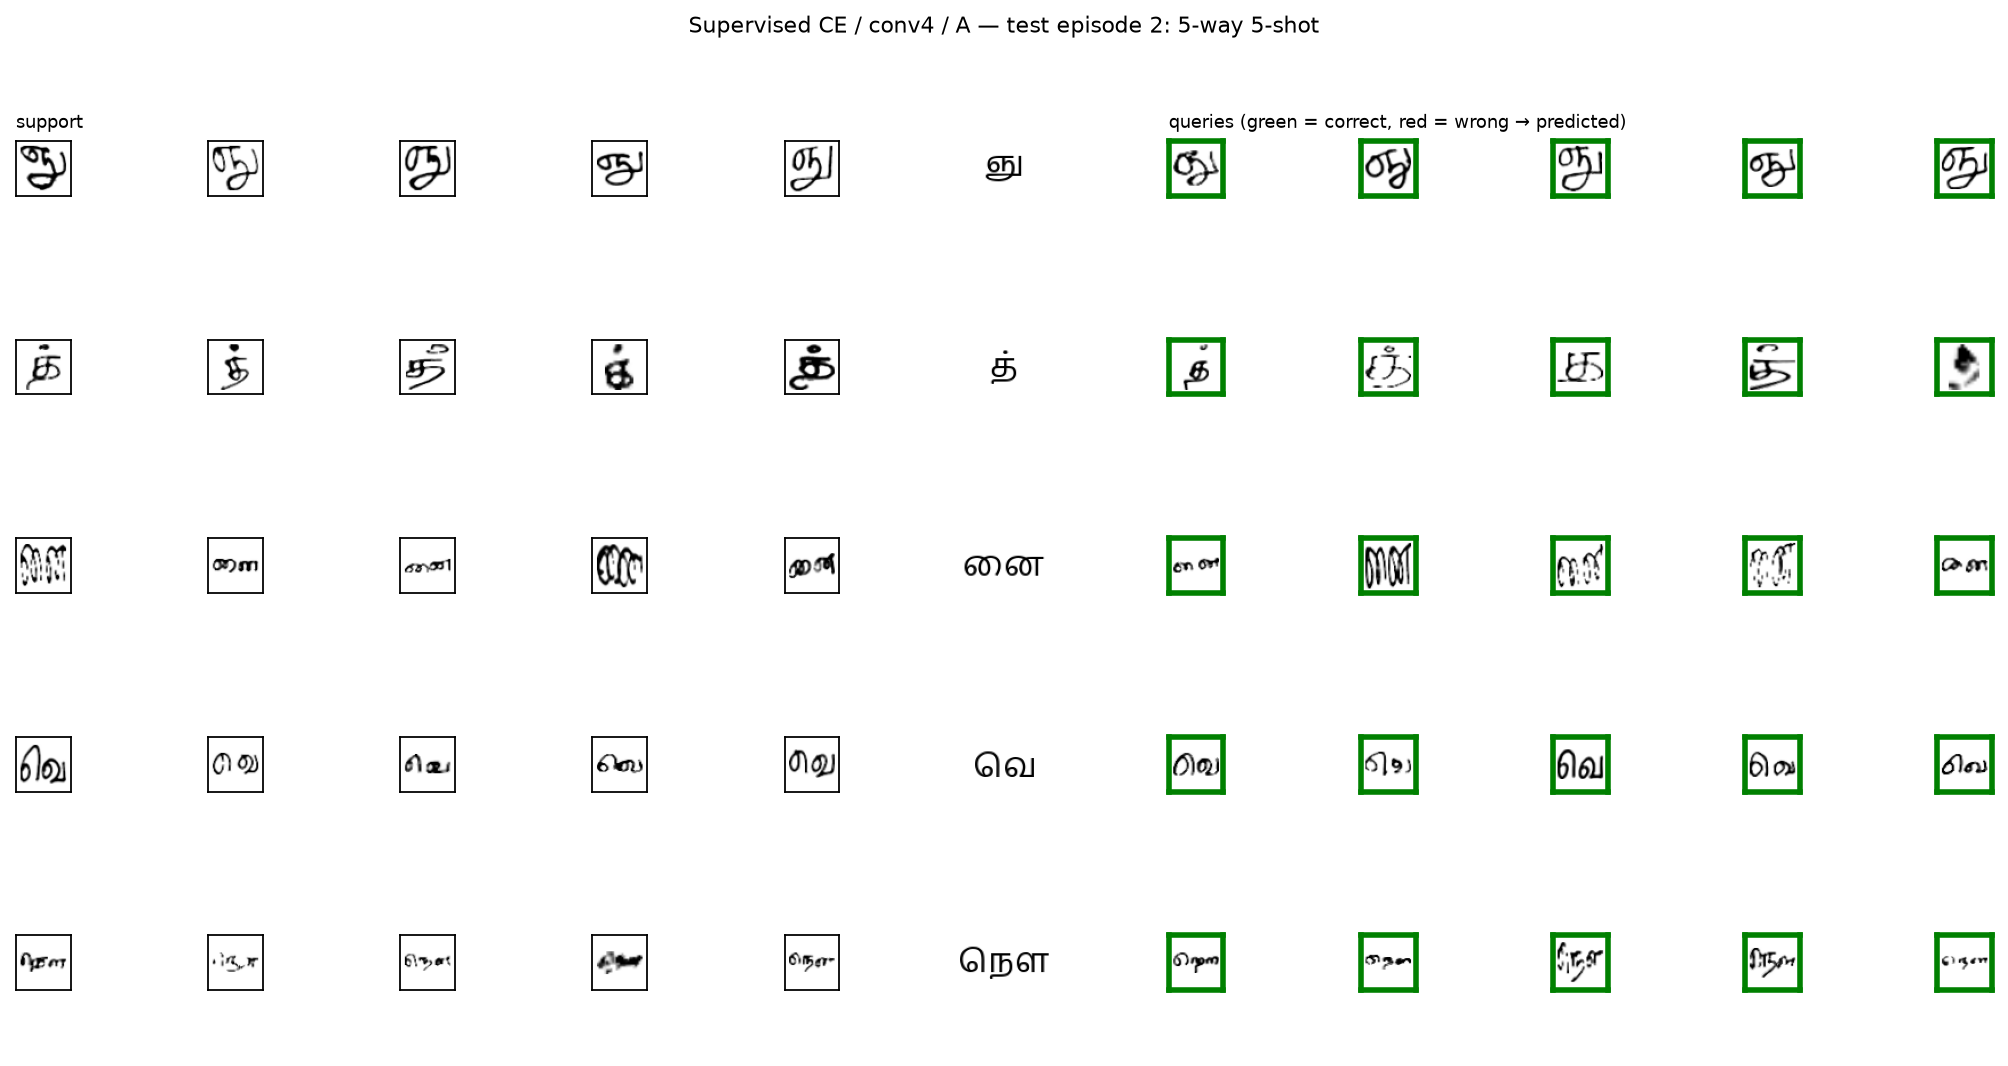 Supervised CE / conv4 / A — test episode 2: 5-way 5-shot
support
queries (green = correct, red = wrong → predicted)
னு னு னு னு னு னு னு னு னு னு னு
த் த் த் த் த் த் த் த் த் த்
னை னை னை னை னை னை னை னை னை னை னை
வெ வெ வெ வெ வெ வெ வெ வெ வெ வெ வெ
நௌ நௌ நௌ நௌ நௌ நௌ நௌ நௌ நௌ